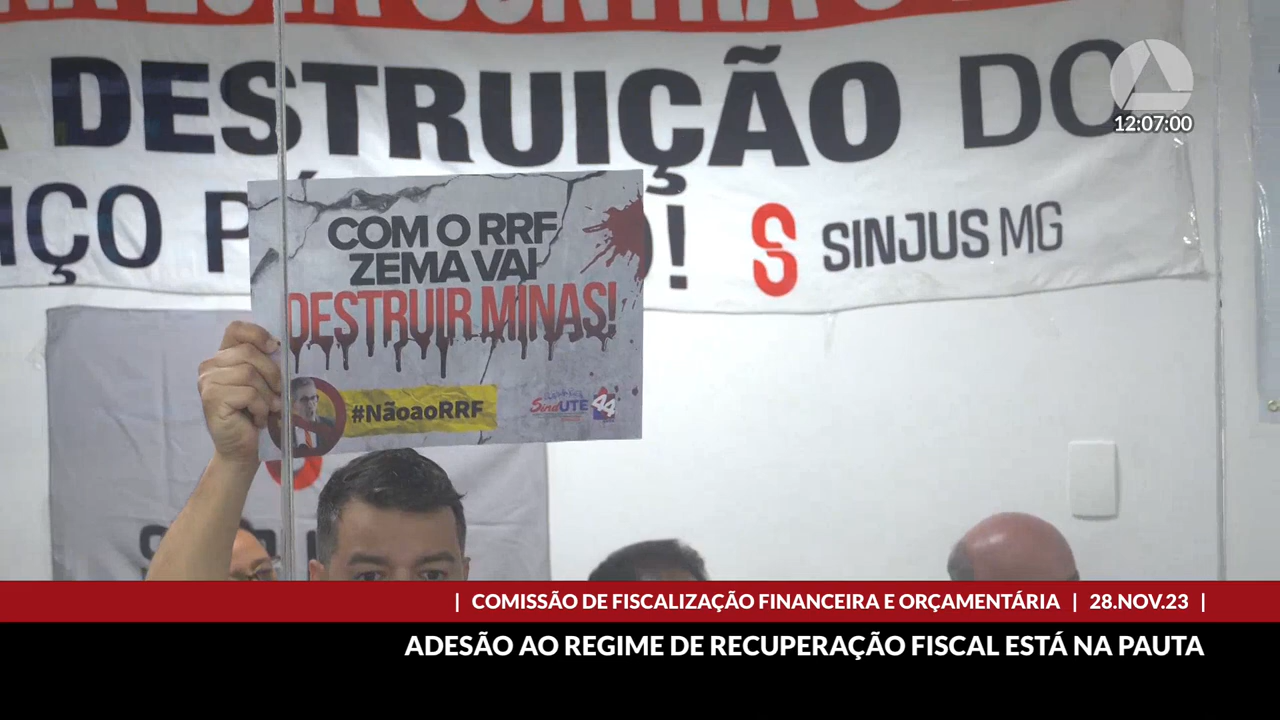 DESTRUIÇÃO DO
12:07:00
COM O RRF
ZEMA VAI
DESTRUIR MINAS!
#NãoaoRRF
SindUTE
44
SINJUS MG
| COMISSÃO DE FISCALIZAÇÃO FINANCEIRA E ORÇAMENTÁRIA | 28.NOV.23 |
ADESÃO AO REGIME DE RECUPERAÇÃO FISCAL ESTÁ NA PAUTA